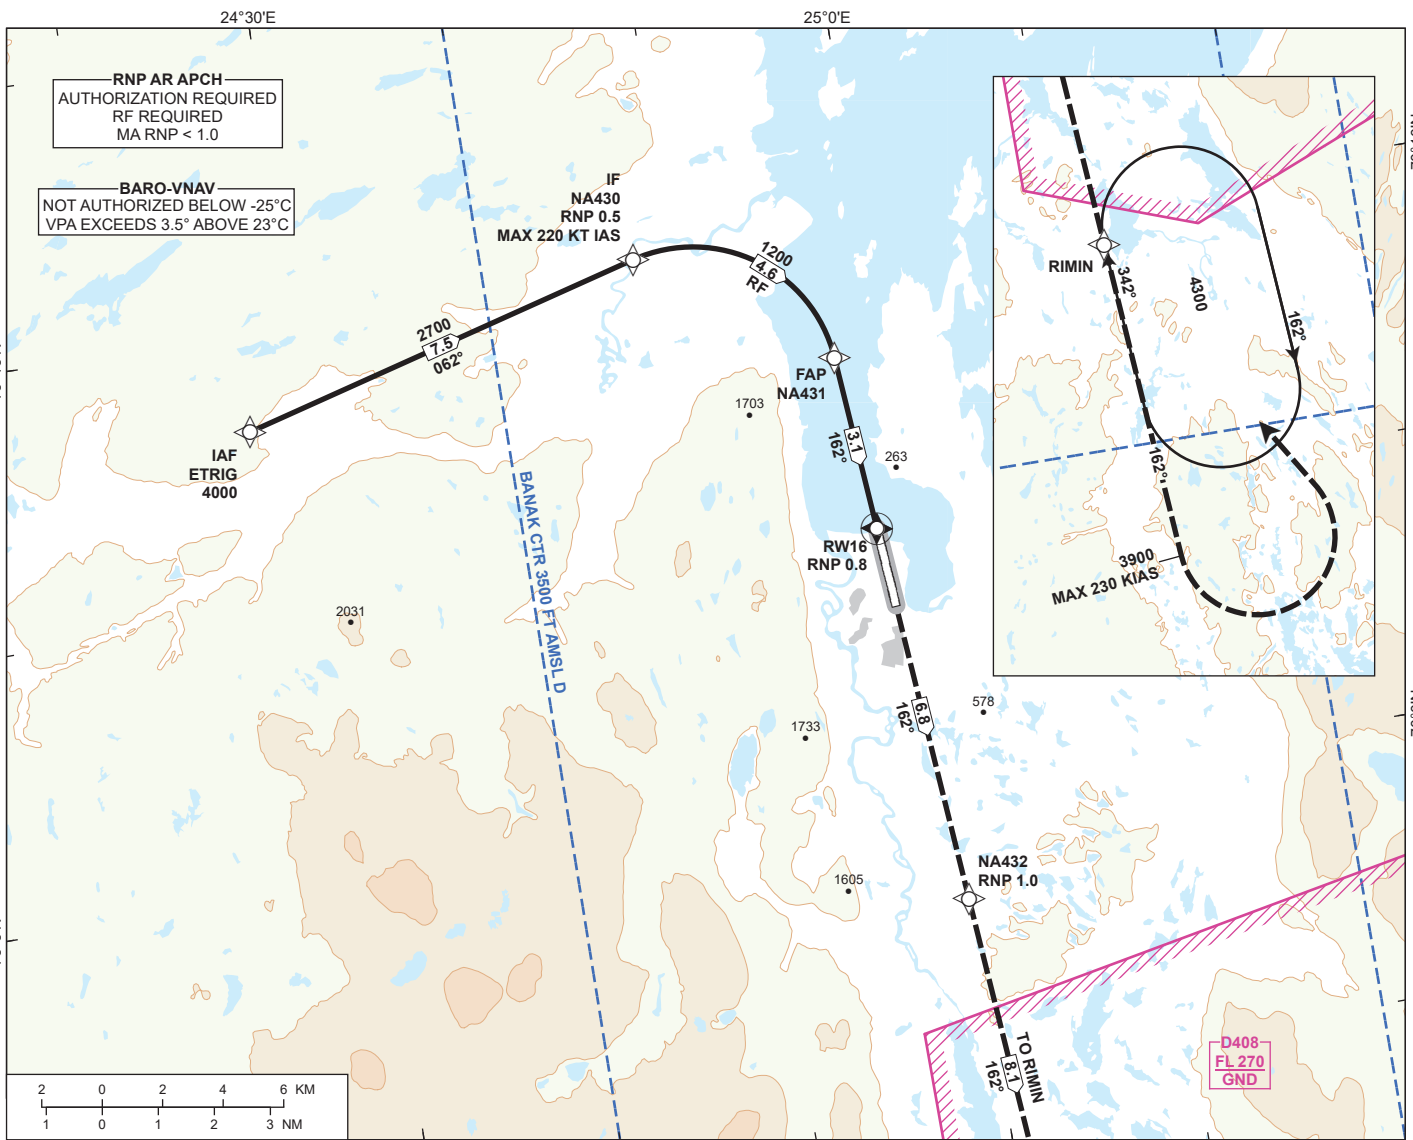 24°30'E
25°0'E
RNP AR APCH
AUTHORIZATION REQUIRED
RF REQUIRED
MA RNP < 1.0
BARO-VNAV
NOT AUTHORIZED BELOW -25°C
VPA EXCEEDS 3.5° ABOVE 23°C
IF
NA430
RNP 0.5
MAX 220 KT IAS
1200
4.6
RF
2700
7.5
062°
IAF
ETRIG
4000
FAP
NA431
1703
3.1
162°
263
RW16
RNP 0.8
BANAK CTR 3500 FT AMSL D
2031
6.8
162°
578
1733
1605
NA432
RNP 1.0
TO RIMIN
8.1
162°
D408
FL 270
GND
RIMIN
342°
4300
162°
162°
3900
MAX 230 KIAS
2 0 2 4 6 KM
1 0 1 2 3 NM